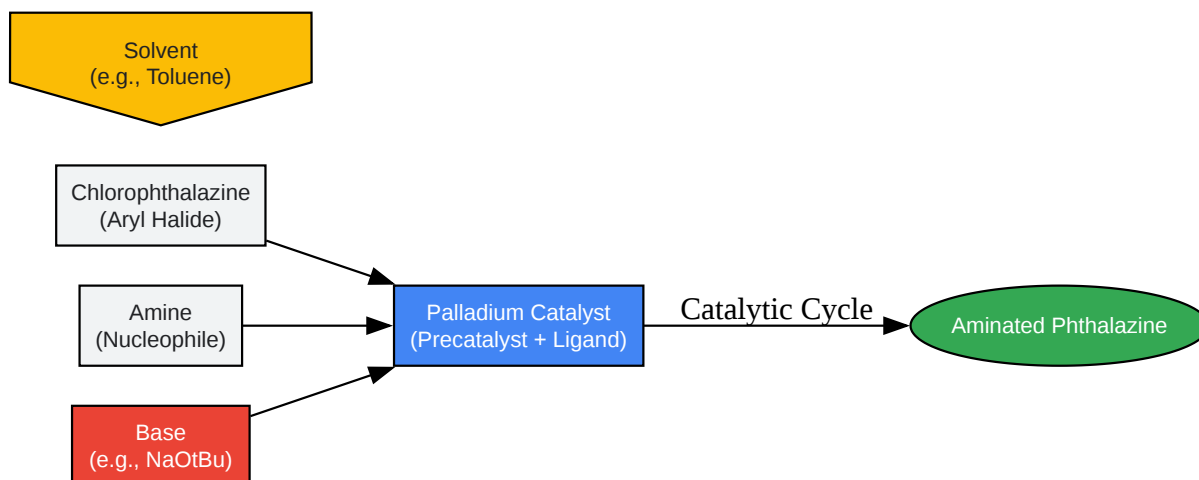 Solvent
(e.g., Toluene)
Chlorophthalazine
(Aryl Halide)
Amine
(Nucleophile)
Base
(e.g., NaOtBu)
Palladium Catalyst
(Precatalyst + Ligand)
Catalytic Cycle
Aminated Phthalazine